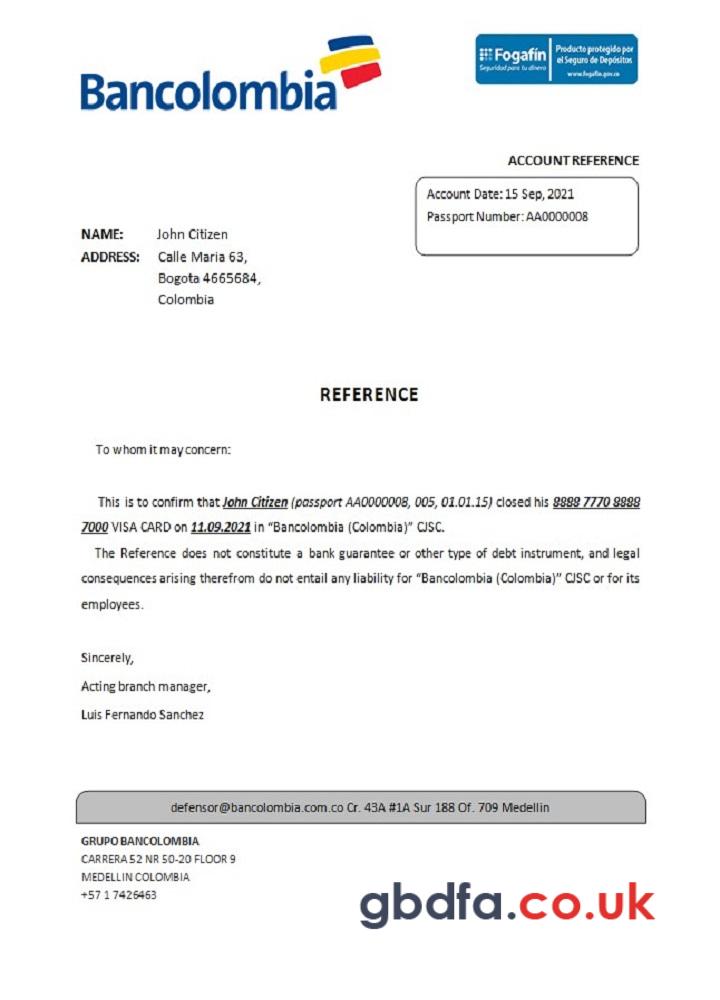 Bancolombia
Fogafín
Seguridad para tu dinero
Producto protegido por
el Seguro de Depósitos
www.fogafin.gov.co
ACCOUNT REFERENCE
Account Date: 15 Sep, 2021
Passport Number: AA0000008
NAME: John Citizen
ADDRESS: Calle Maria 63,
Bogota 4665684,
Colombia
REFERENCE
To whom it may concern:
This is to confirm that John Citizen (passport AA0000008, 005, 01.01.15) closed his 8888 7770 8888
7000 VISA CARD on 11.09.2021 in “Bancolombia (Colombia)” CJSC.
The Reference does not constitute a bank guarantee or other type of debt instrument, and legal
consequences arising therefrom do not entail any liability for “Bancolombia (Colombia)” CJSC or for its
employees.
Sincerely,
Acting branch manager,
Luis Fernando Sanchez
defensor@bancolombia.com.co Cr. 43A #1A Sur 188 Of. 709 Medellin
GRUPO BANCOLOMBIA
CARRERA 52 NR 50-20 FLOOR 9
MEDELLIN COLOMBIA
+57 1 7426463
gbdfa.co.uk